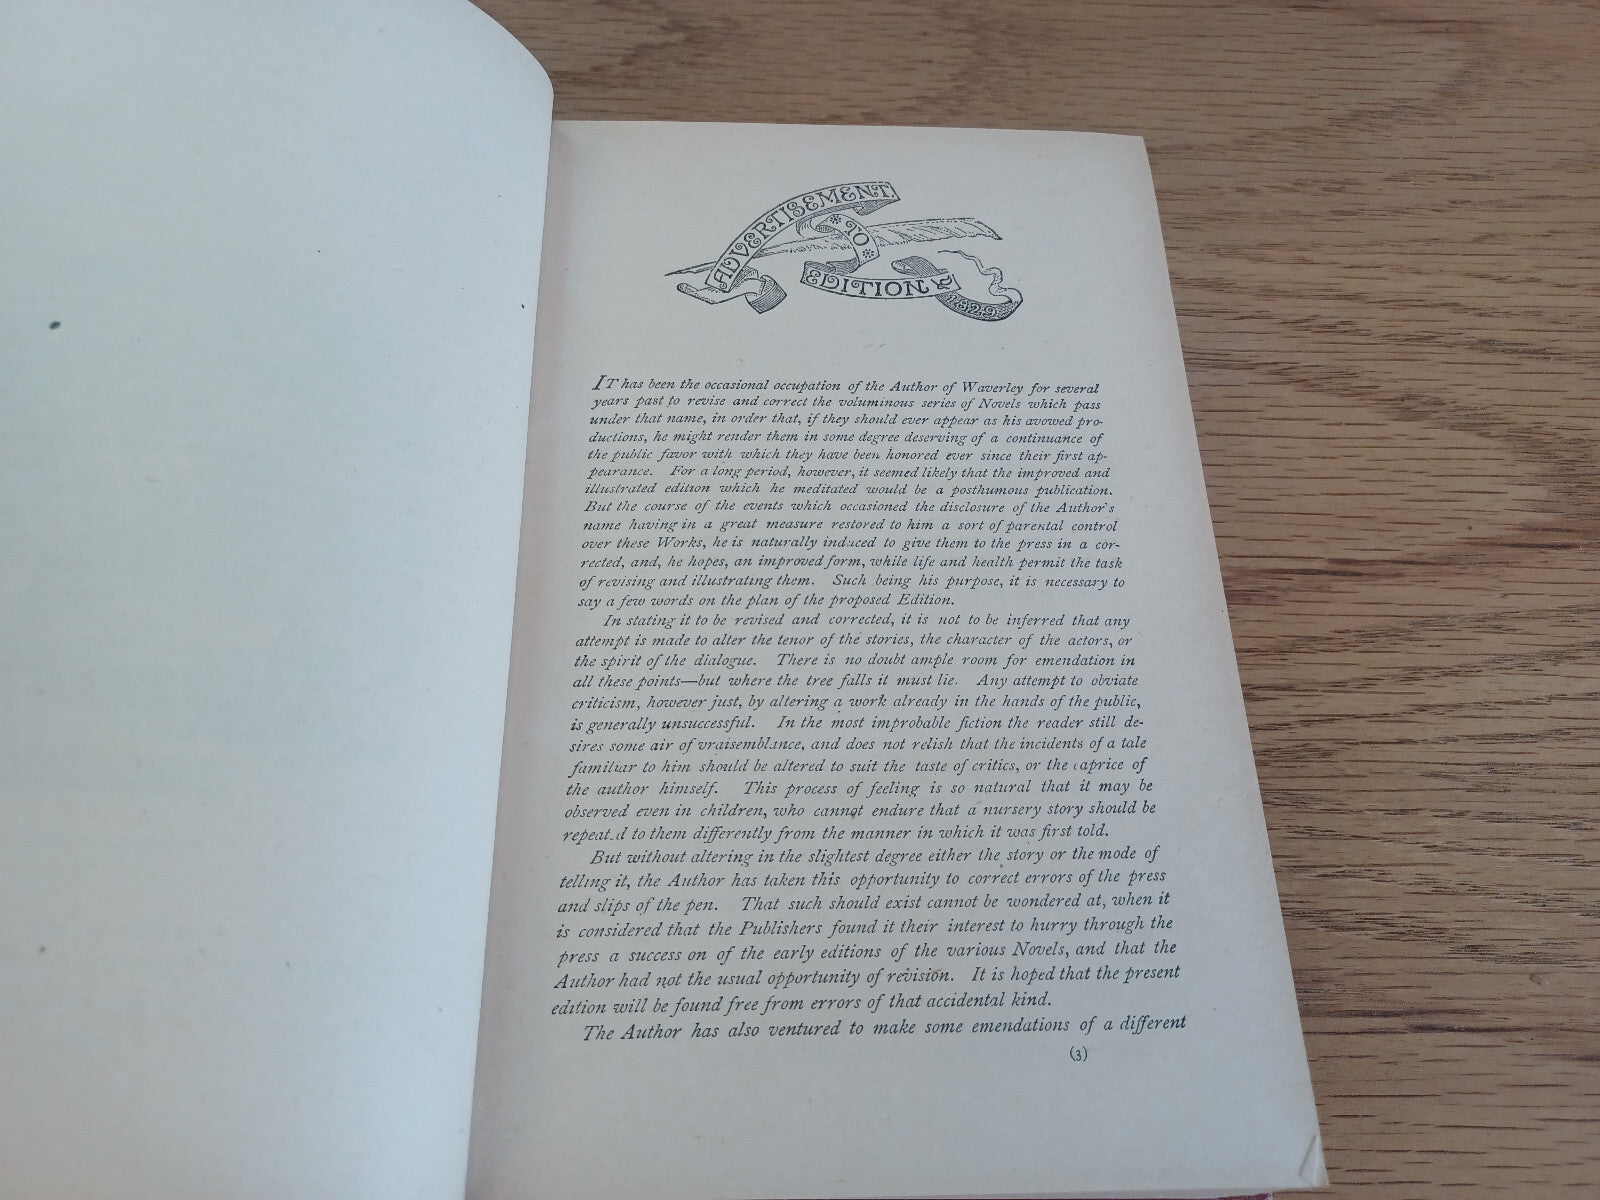 ADVERTISEMENT
TO
EDITION
1829
IT has been the occasional occupation of the Author of Waverley for several
years past to revise and correct the voluminous series of Novels which pass
under that name, in order that, if they should ever appear as his avowed pro-
ductions, he might render them in some degree deserving of a continuance of
the public favor with which they have been honored ever since their first ap-
pearance. For a long period, however, it seemed likely that the improved and
illustrated edition which he meditated would be a posthumous publication.
But the course of the events which occasioned the disclosure of the Author's
name having in a great measure restored to him a sort of parental control
over these Works, he is naturally induced to give them to the press in a cor-
rected, and, he hopes, an improved form, while life and health permit the task
of revising and illustrating them. Such being his purpose, it is necessary to
say a few words on the plan of the proposed Edition.
In stating it to be revised and corrected, it is not to be inferred that any
attempt is made to alter the tenor of the stories, the character of the actors, or
the spirit of the dialogue. There is no doubt ample room for emendation in
all these points—but where the tree falls it must lie. Any attempt to obviate
criticism, however just, by altering a work already in the hands of the public,
is generally unsuccessful. In the most improbable fiction the reader still de-
sires some air of vraisemblance, and does not relish that the incidents of a tale
familiar to him should be altered to suit the taste of critics, or the caprice of
the author himself. This process of feeling is so natural that it may be
observed even in children, who cannot endure that a nursery story should be
repeated to them differently from the manner in which it was first told.
But without altering in the slightest degree either the story or the mode of
telling it, the Author has taken this opportunity to correct errors of the press
and slips of the pen. That such should exist cannot be wondered at, when it
is considered that the Publishers found it their interest to hurry through the
press a success on of the early editions of the various Novels, and that the
Author had not the usual opportunity of revision. It is hoped that the present
edition will be found free from errors of that accidental kind.
The Author has also ventured to make some emendations of a different
(3)